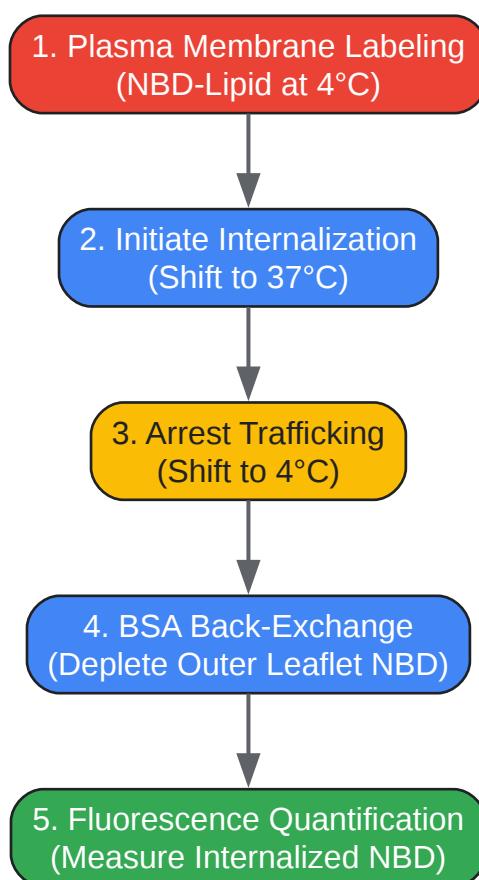 1. Plasma Membrane Labeling
(NBD-Lipid at 4°C)
2. Initiate Internalization
(Shift to 37°C)
3. Arrest Trafficking
(Shift to 4°C)
4. BSA Back-Exchange
(Deplete Outer Leaflet NBD)
5. Fluorescence Quantification
(Measure Internalized NBD)